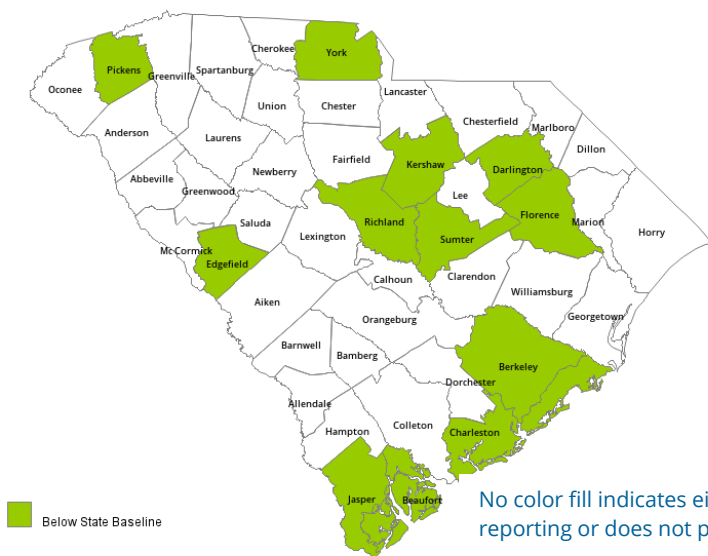 Cherokee
York
Pickens
Spartanburg
Greenville
Oconee
Lancaster
Union
Chester
Chesterfield
Marlboro
Anderson
Laurens
Dillon
Fairfield
Kershaw
Darlington
Abbeville
Newberry
Greenwood
Lee
Saluda
Richland
Florence
Marion
Horry
Lexington
Sumter
Mc Cormick
Edgefield
Calhoun
Clarendon
Williamsburg
Aiken
Orangeburg
Georgetown
Barnwell
Bamberg
Berkeley
Dorchester
Allendale
Colleton
Charleston
Hampton
Jasper
Beaufort
No color fill indicates ei
reporting or does not p
Below State Baseline